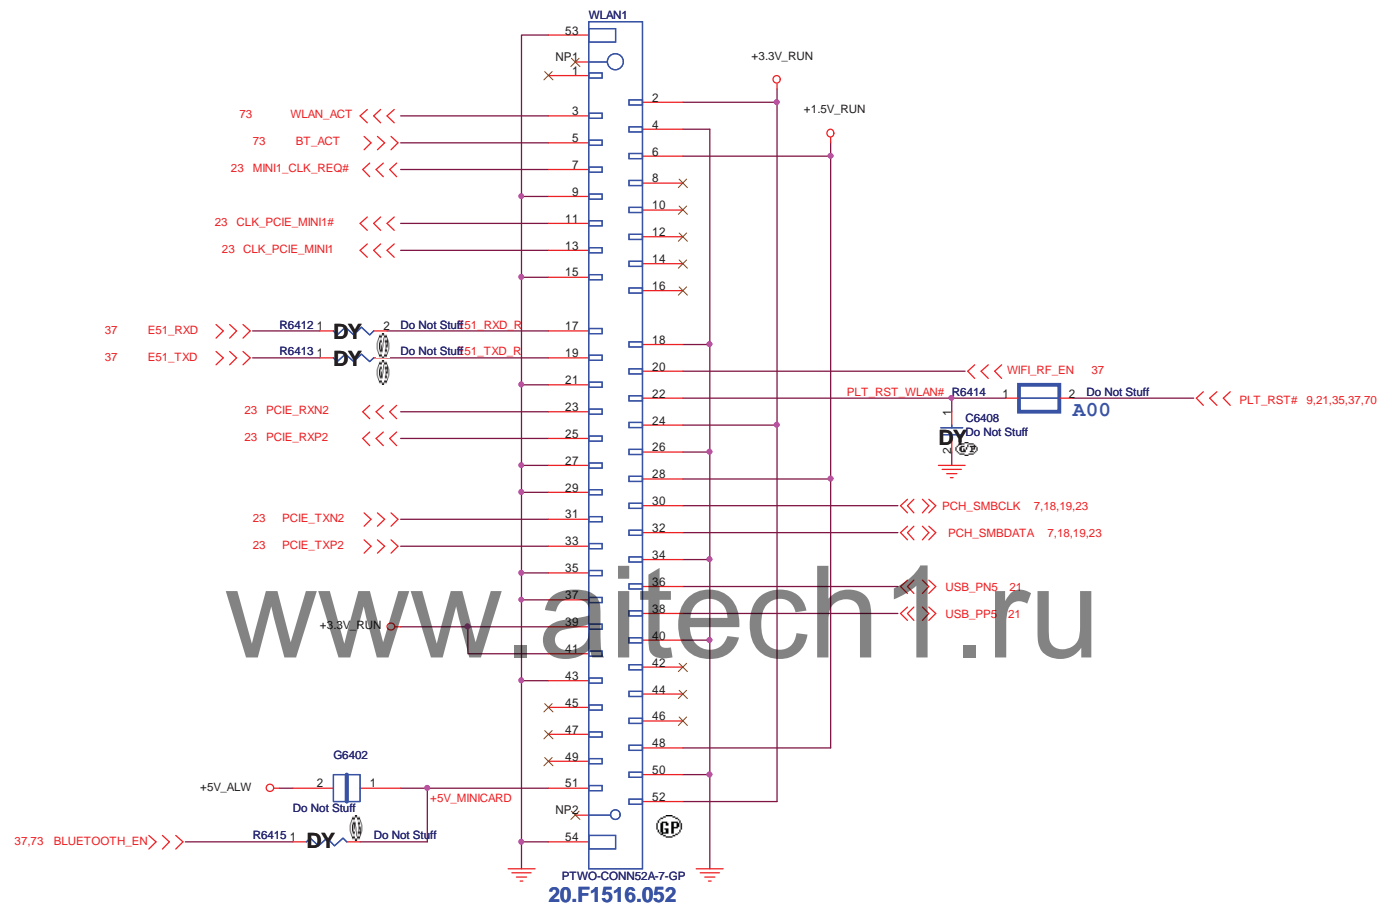 WLAN1
53
NP1
1
+3.3V_RUN
2
+1.5V_RUN
73 WLAN_ACT 3
4
73 BT_ACT 5
6
23 MINI1_CLK_REQ# 7
8
9
10
23 CLK_PCIE_MINI1# 11
12
23 CLK_PCIE_MINI1 13
14
15
16
37 E51_RXD R6412 1 DY 2 Do Not Stuff E51_RXD_R 17
18
37 E51_TXD R6413 1 DY Do Not Stuff E51_TXD_R 19
20 WIFI_RF_EN 37
21
22 PLT_RST_WLAN# R6414 1 2 Do Not Stuff PLT_RST# 9,21,35,37,70
A00
23 PCIE_RXN2 23
24
1 C6408
DY Do Not Stuff
2 G/P
23 PCIE_RXP2 25
26
27
28
29
30 PCH_SMBCLK 7,18,19,23
23 PCIE_TXN2 31
32 PCH_SMBDATA 7,18,19,23
23 PCIE_TXP2 33
34
35
36 USB_PN5 21
37
38 USB_PP5 21
www.aitech1.ru
+3.3V_RUN 39
40
41
42
43
44
45
46
47
48
49
50
G6402
+5V_ALW 2 1 51
+5V_MINICARD
52
Do Not Stuff
NP2
GP
37,73 BLUETOOTH_EN R6415 1 DY Do Not Stuff
54
PTWO-CONN52A-7-GP
20.F1516.052